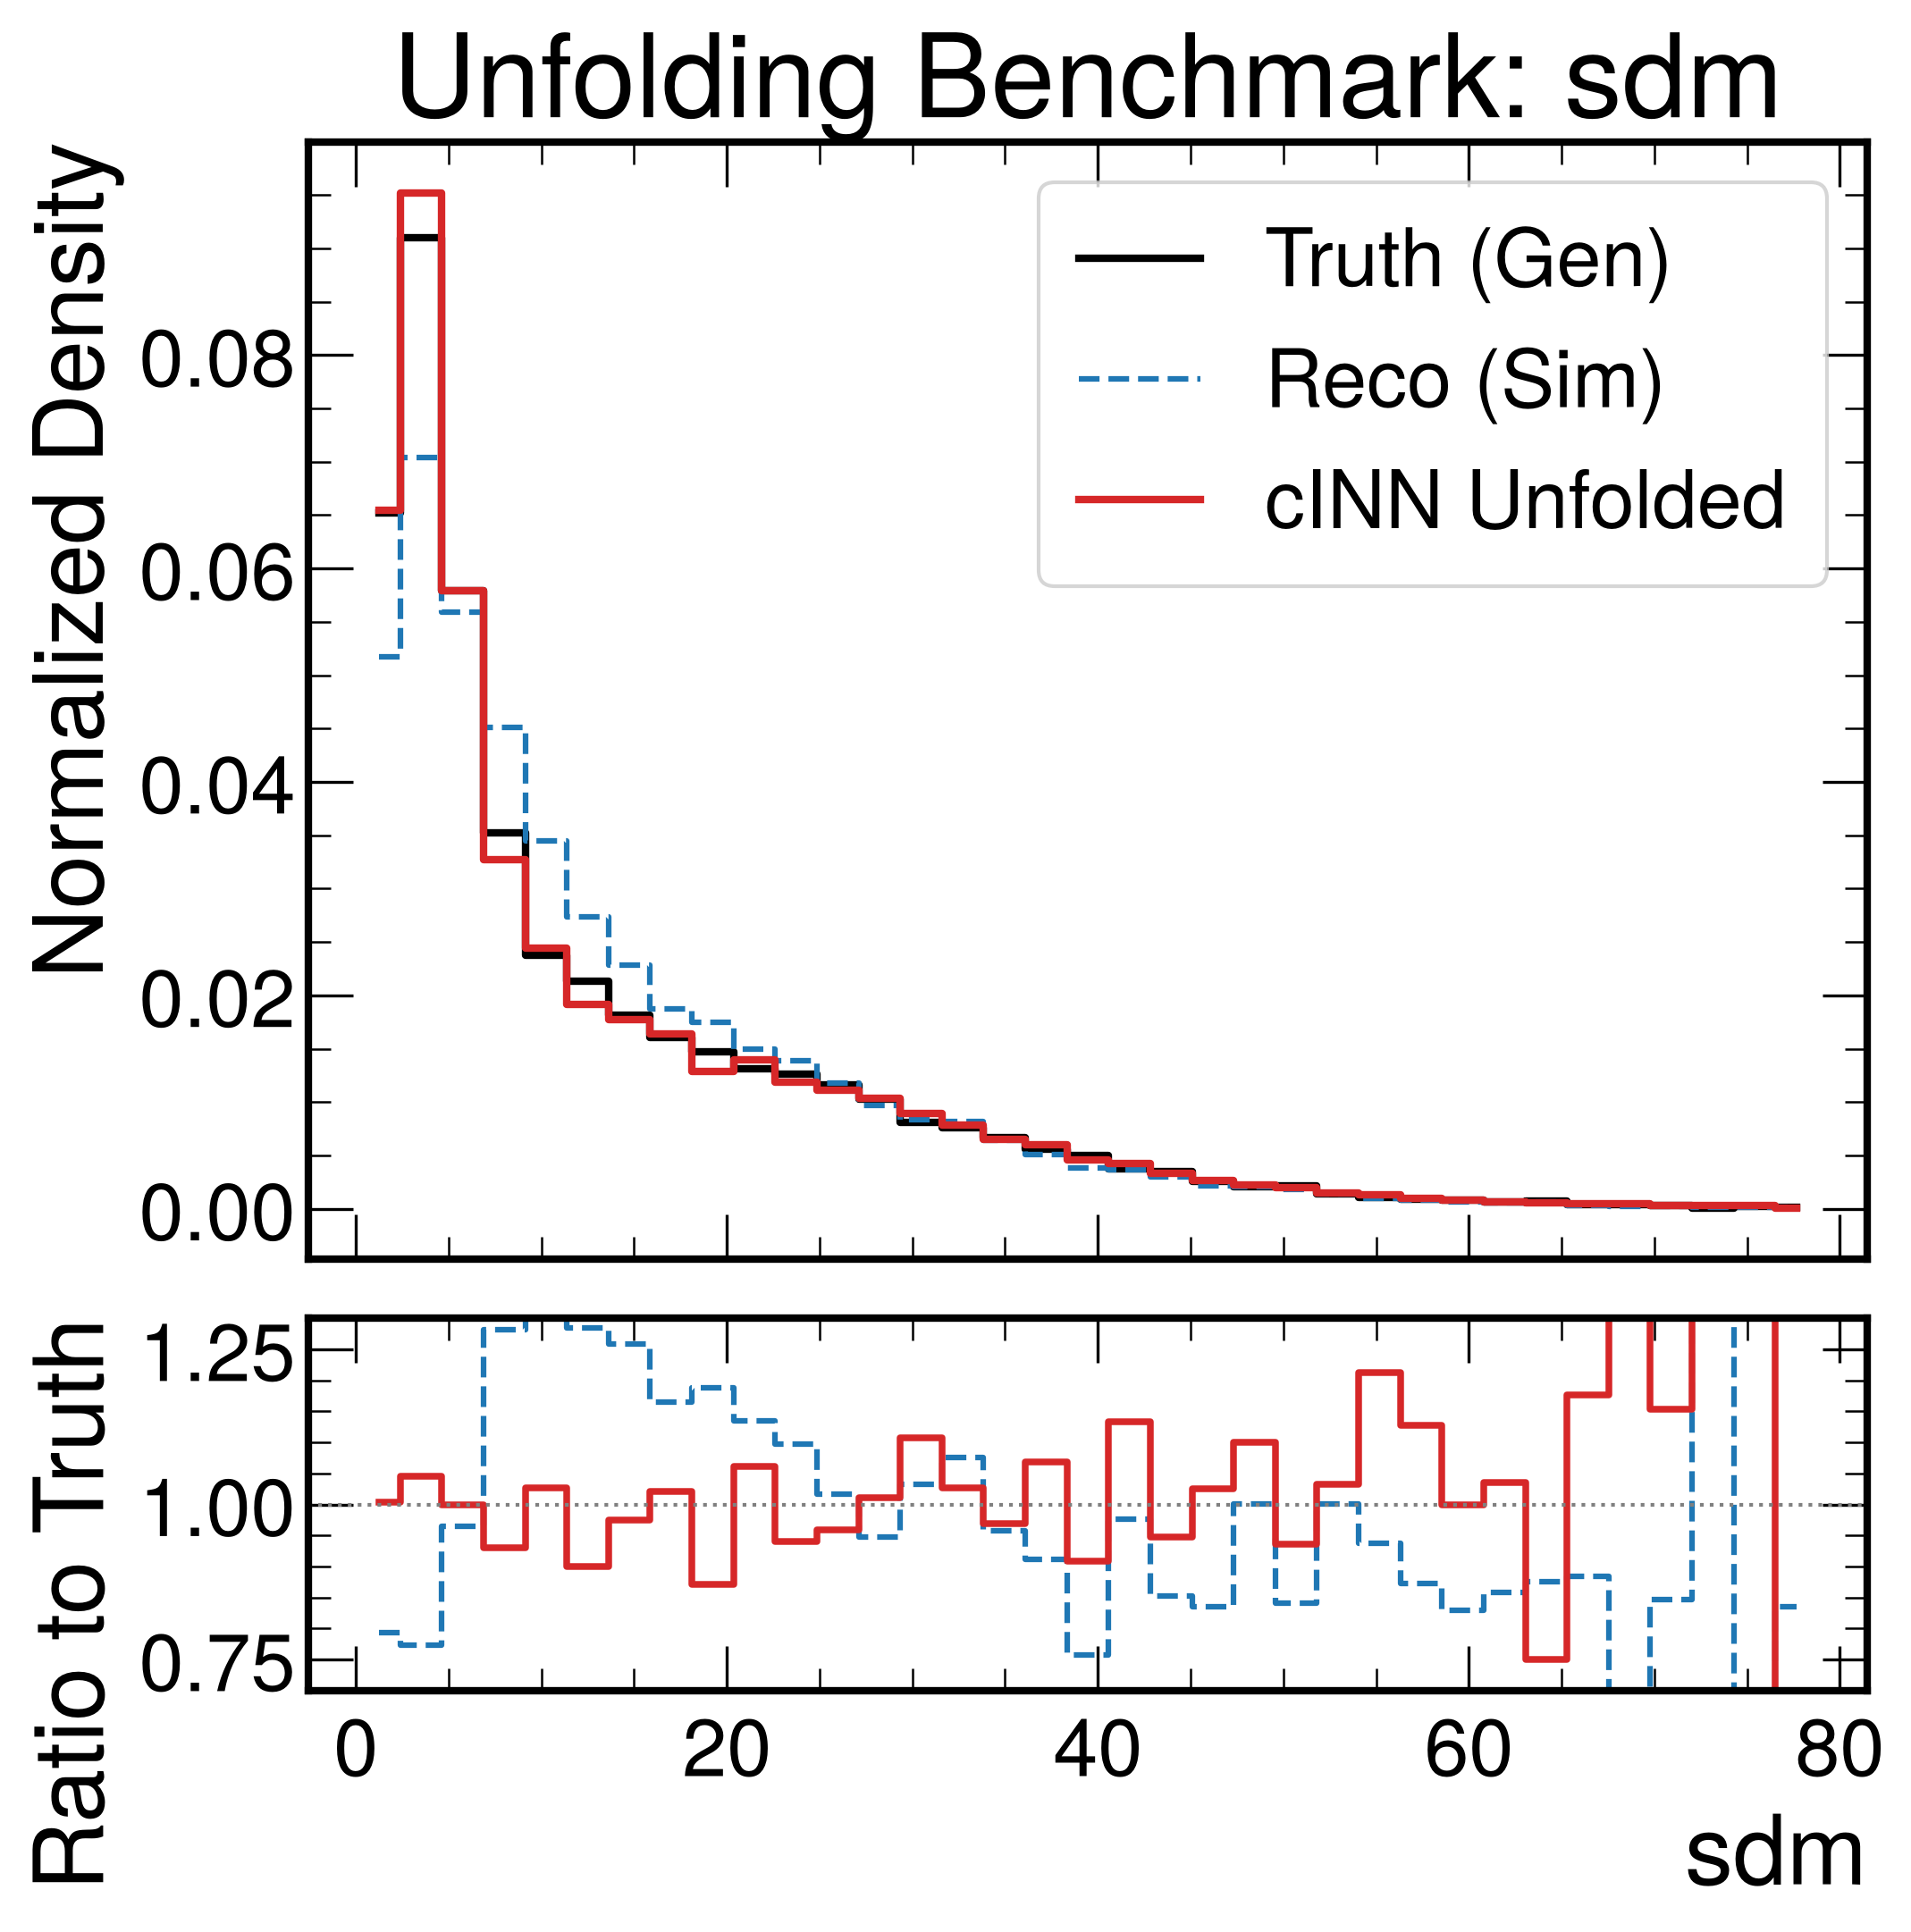 Unfolding Benchmark: sdm
Normalized Density
0.08
0.06
0.04
0.02
0.00
Truth (Gen)
Reco (Sim)
cINN Unfolded
Ratio to Truth
1.25
1.00
0.75
0 20 40 60 80
sdm